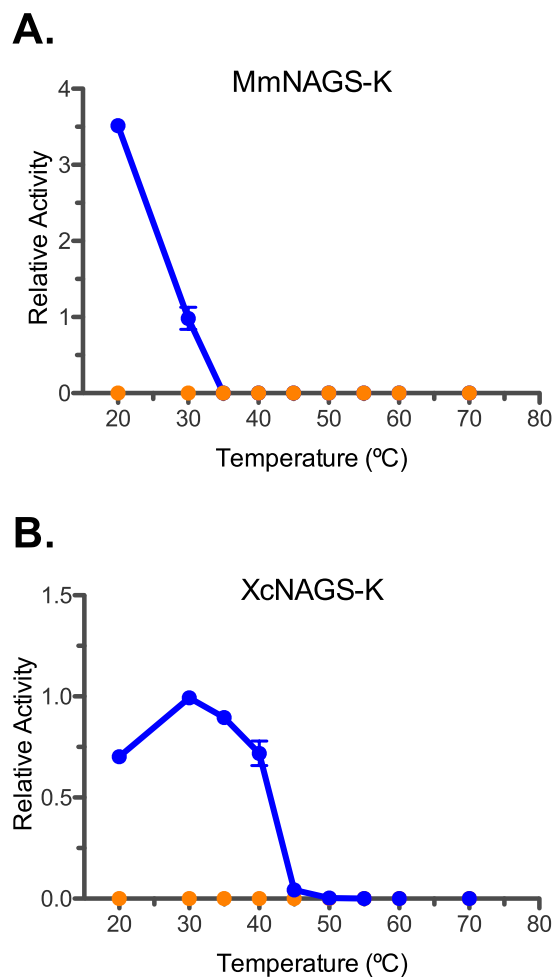 A.
MmNAGS-K
4
3
2
1
0
Relative Activity
20 30 40 50 60 70 80
Temperature (ºC)
B.
XcNAGS-K
1.5
1.0
0.5
0.0
Relative Activity
20 30 40 50 60 70 80
Temperature (ºC)